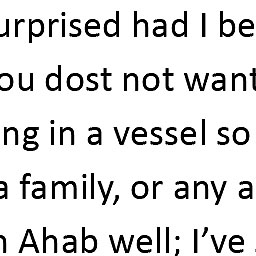 urprised had I be
ou dost not want
ng in a vessel so
a family, or any a
Ahab well; I’ve